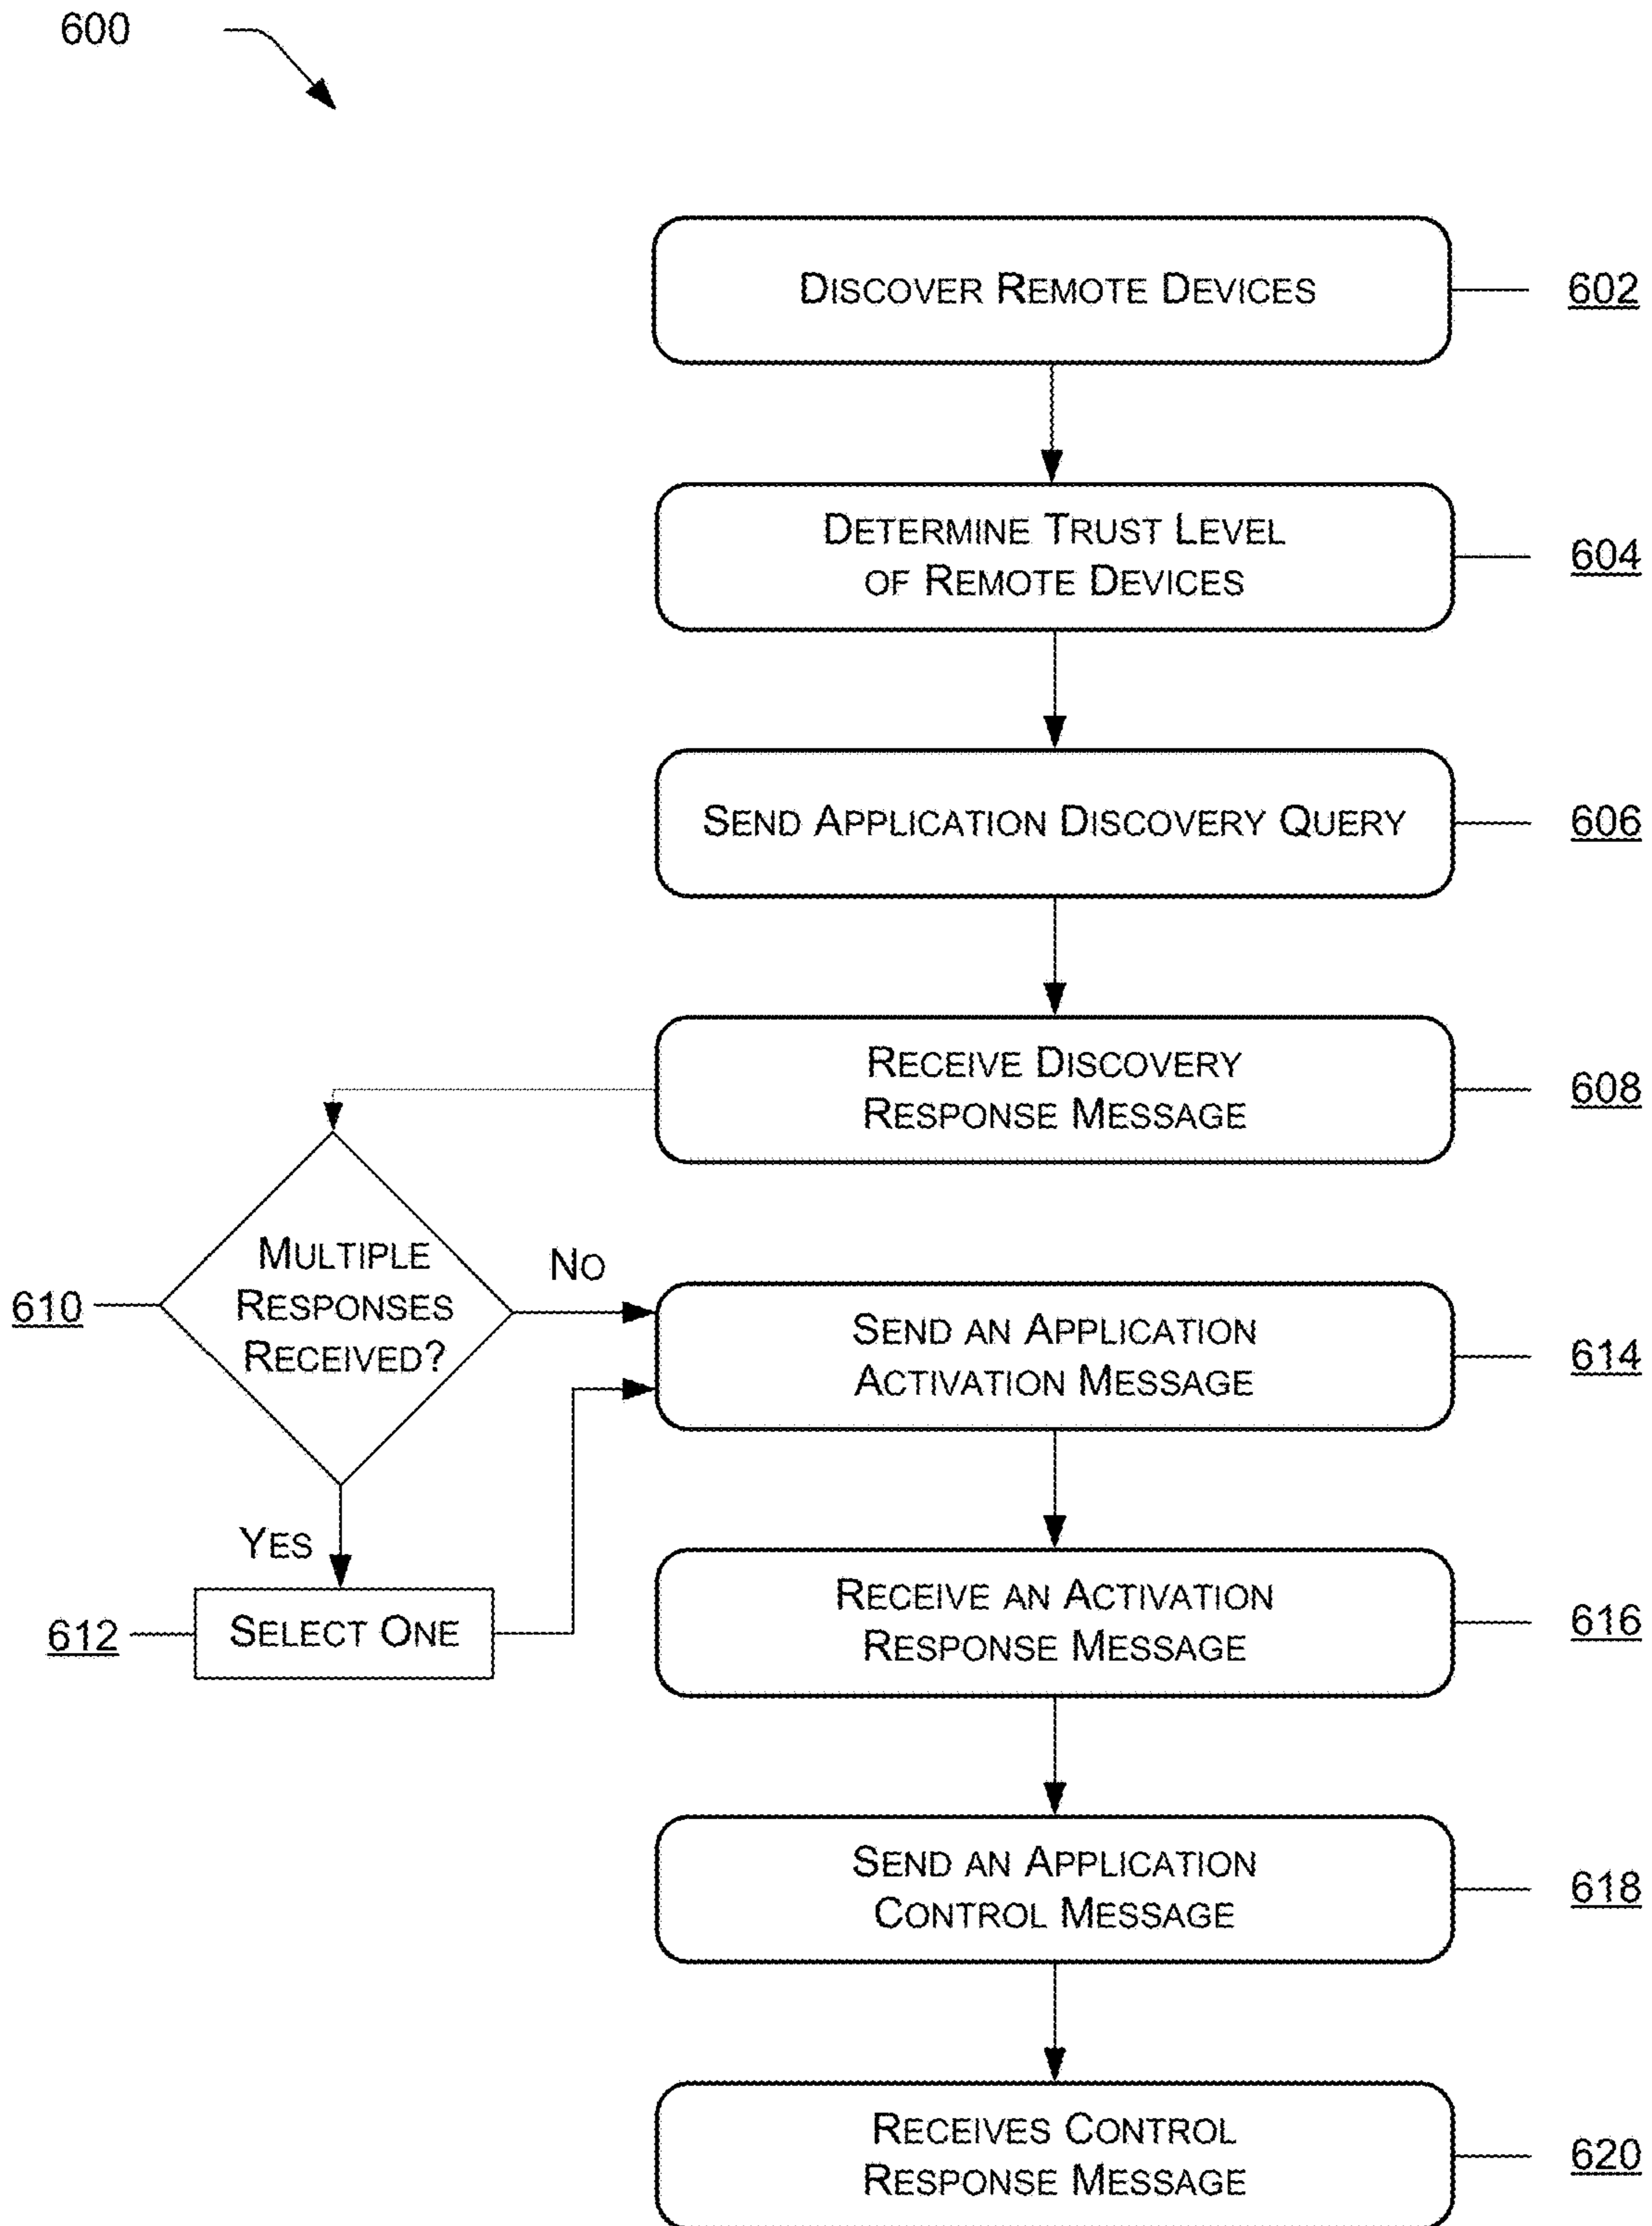 600
DISCOVER REMOTE DEVICES
602
DETERMINE TRUST LEVEL
OF REMOTE DEVICES
604
SEND APPLICATION DISCOVERY QUERY
606
RECEIVE DISCOVERY
RESPONSE MESSAGE
608
MULTIPLE
RESPONSES
RECEIVED?
610
NO
YES
SELECT ONE
612
SEND AN APPLICATION
ACTIVATION MESSAGE
614
RECEIVE AN ACTIVATION
RESPONSE MESSAGE
616
SEND AN APPLICATION
CONTROL MESSAGE
618
RECEIVES CONTROL
RESPONSE MESSAGE
620